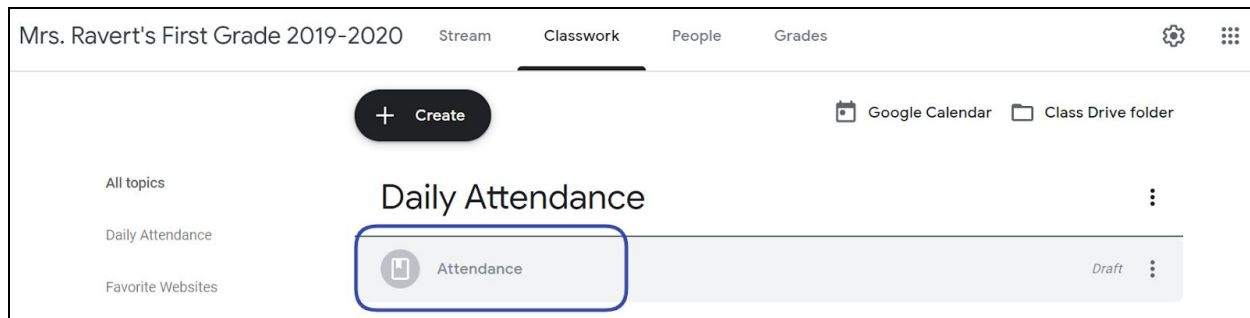 Mrs. Ravert's First Grade 2019-2020 Stream Classwork People Grades
+ Create Google Calendar Class Drive folder
All topics
Daily Attendance
Daily Attendance
Attendance Draft
Favorite Websites